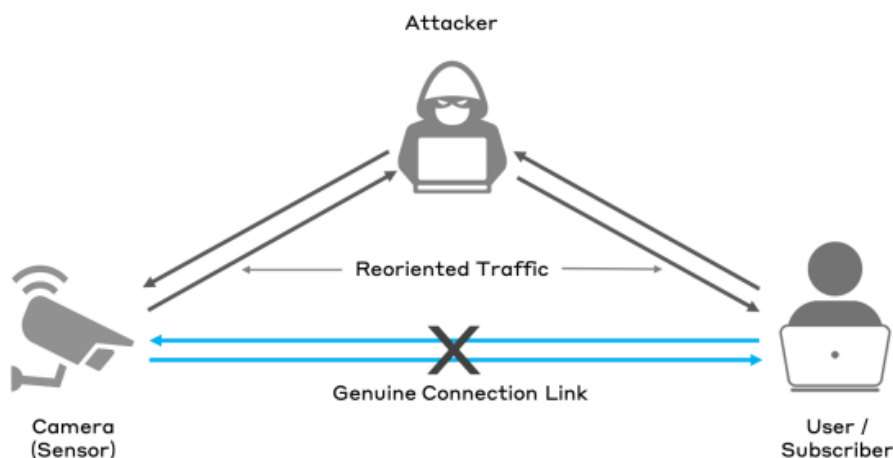 Attacker
Reoriented Traffic
Genuine Connection Link
Camera
(Sensor)
User /
Subscriber